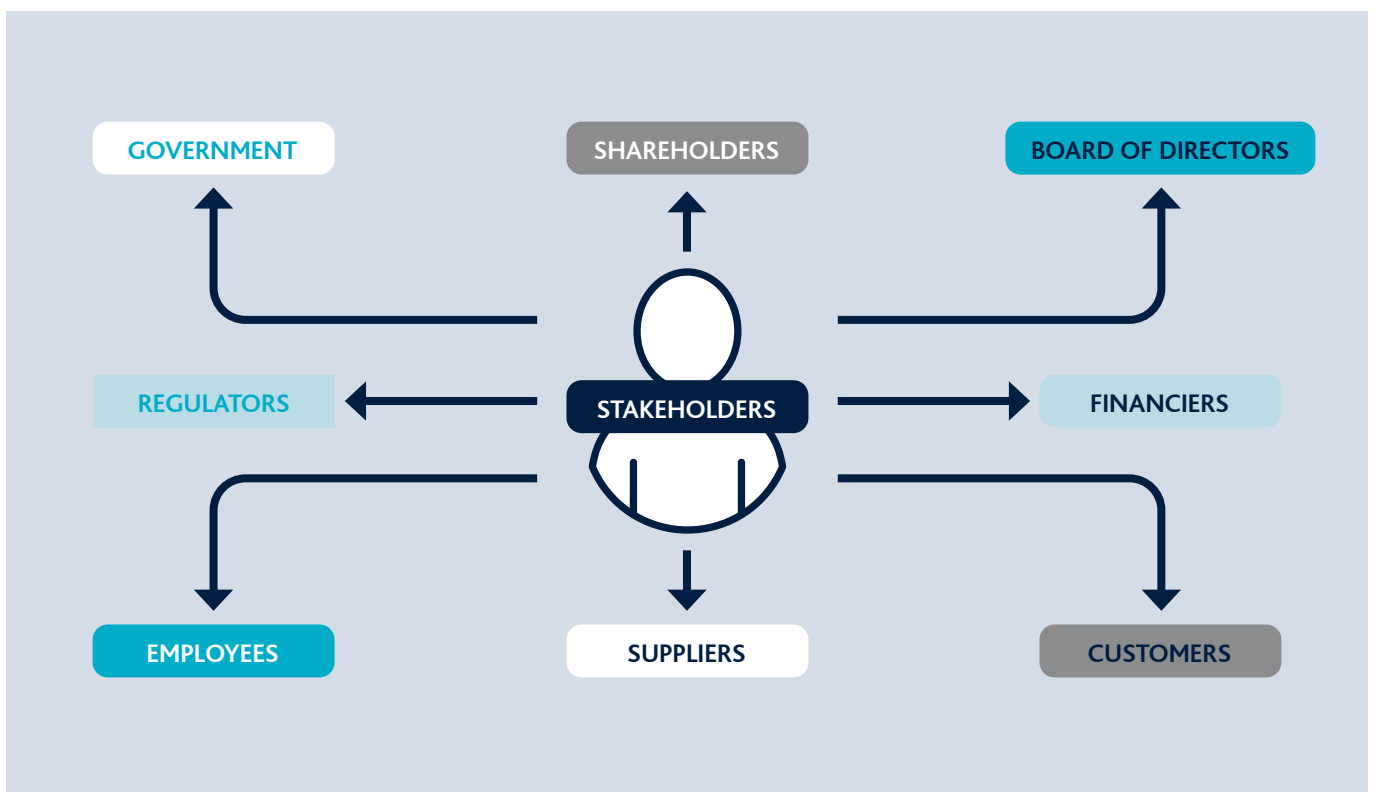 GOVERNMENT
SHAREHOLDERS
BOARD OF DIRECTORS
REGULATORS
STAKEHOLDERS
FINANCIERS
EMPLOYEES
SUPPLIERS
CUSTOMERS